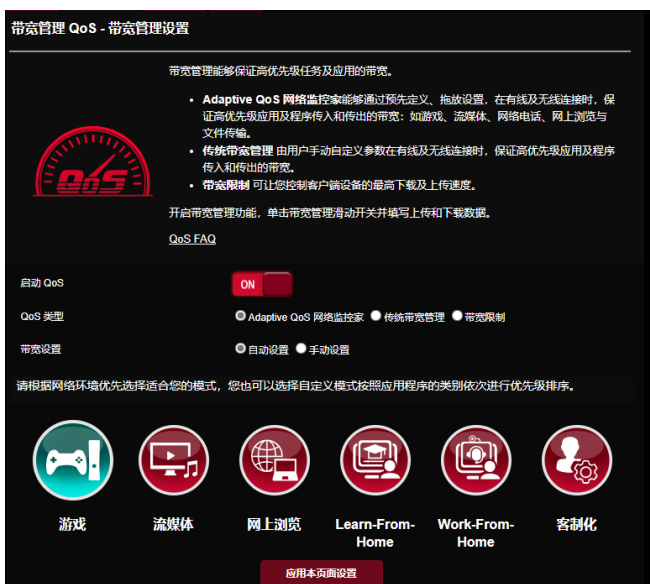 带宽管理 QoS - 带宽管理设置
带宽管理能够保证高优先级任务及应用的带宽。
• Adaptive QoS 网络监控家能够通过预先定义、拖放设置，在有线及无线连接时，保
证高优先级应用及程序传入和传出的带宽：如游戏、流媒体、网络电话、网上浏览与
文件传输。
• 传统带宽管理 由用户手动自定义参数在有线及无线连接时，保证高优先级应用及程序
传入和传出的带宽。
• 带宽限制 可让您控制客户端设备的最高下载及上传速度。
开启带宽管理功能，单击带宽管理滑动开关并填写上传和下载数据。
QoS FAQ
QoS
启动 QoS ON
QoS 类型 Adaptive QoS 网络监控家 传统带宽管理 带宽限制
带宽设置 自动设置 手动设置
请根据网络环境优先选择适合您的模式，您也可以选择自定义模式按照应用程序的类别依次进行优先级排序。
游戏 流媒体 网上浏览 Learn-From- Work-From- 客制化
Home Home
应用本页面设置